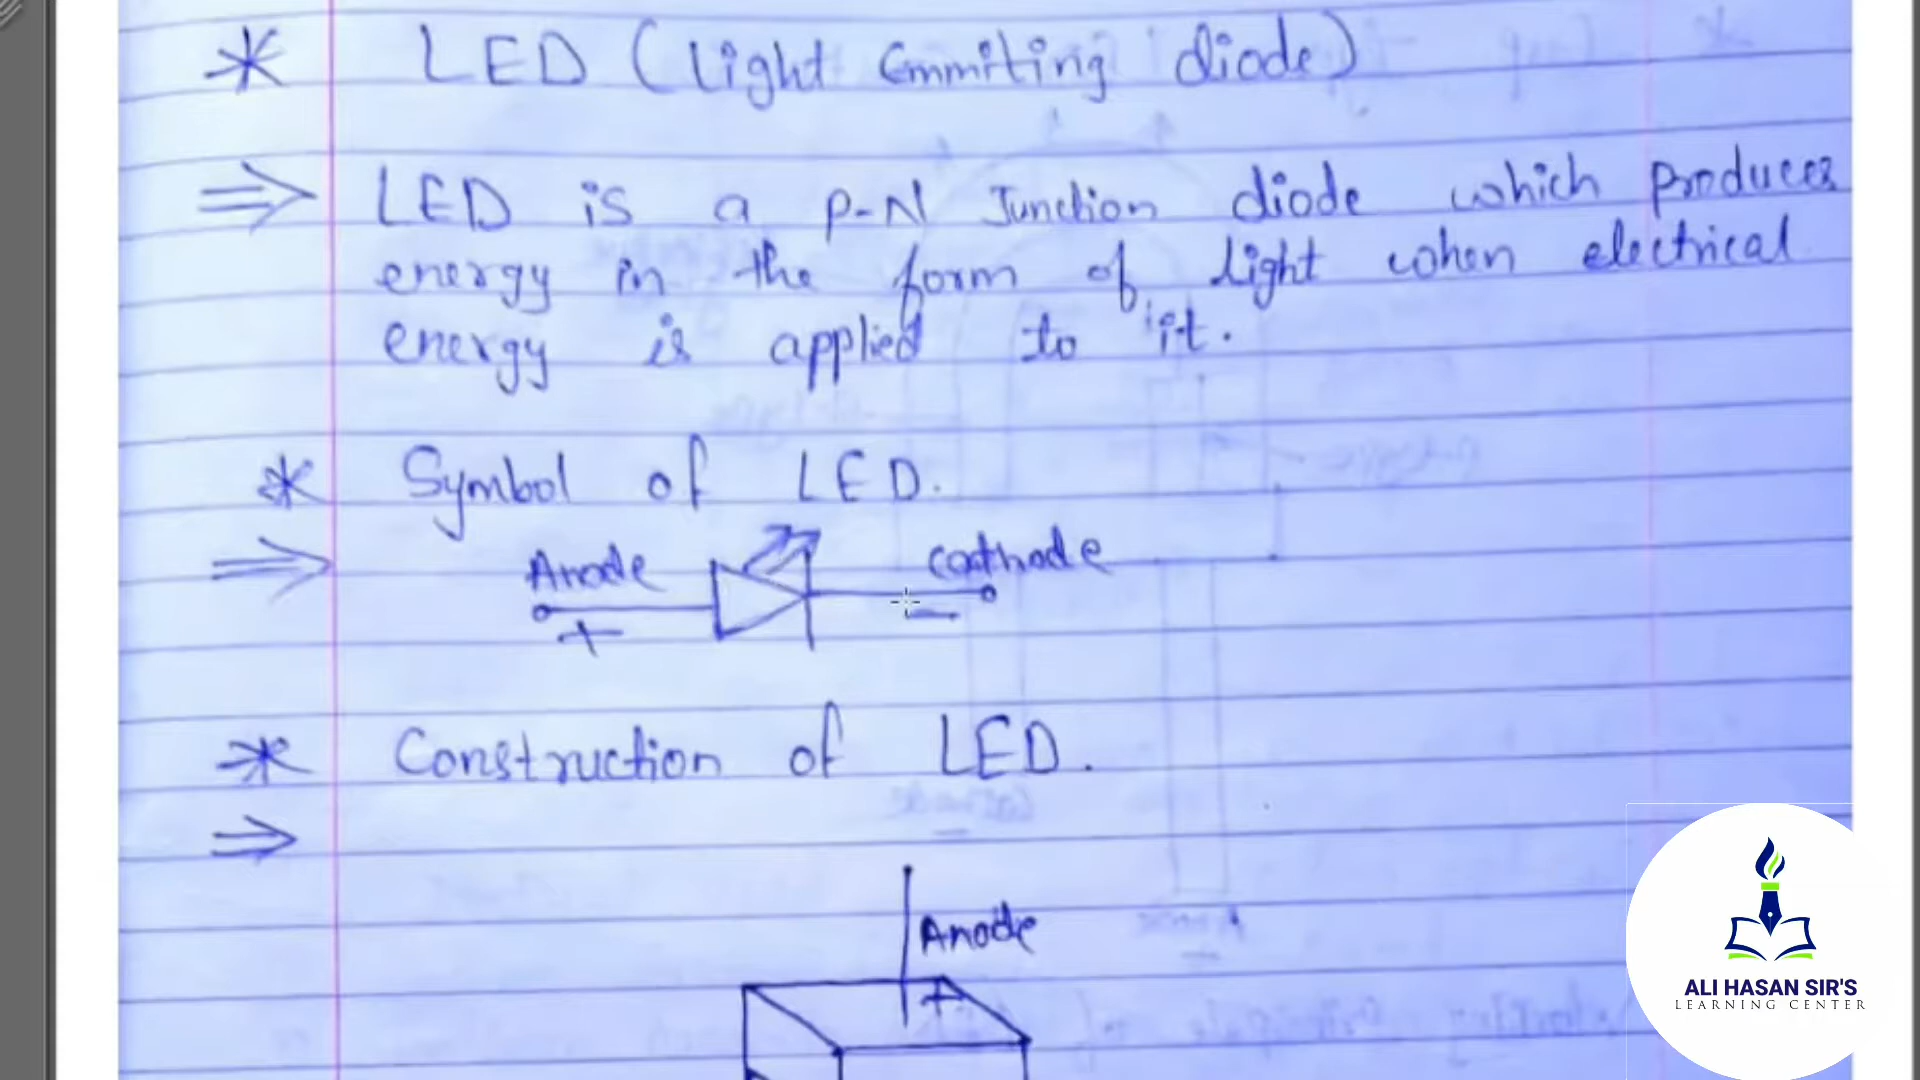 * LED (Light Emmiting diode)
⇒ LED is a P-N Junction diode which produces
energy in the form of light when electrical
energy is applied to it.
* Symbol of LED.
⇒ Anode Cathode
+ −
* Construction of LED.
⇒
Anode
+
ALI HASAN SIR'S
LEARNING CENTER